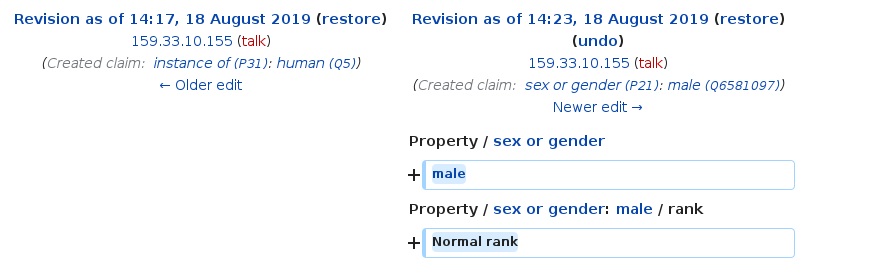 Revision as of 14:17, 18 August 2019 (restore)
159.33.10.155 (talk)
(Created claim: instance of (P31): human (Q5))
← Older edit
Revision as of 14:23, 18 August 2019 (restore)
(undo)
159.33.10.155 (talk)
(Created claim: sex or gender (P21): male (Q6581097))
Newer edit →
Property / sex or gender
+ male
Property / sex or gender: male / rank
+ Normal rank